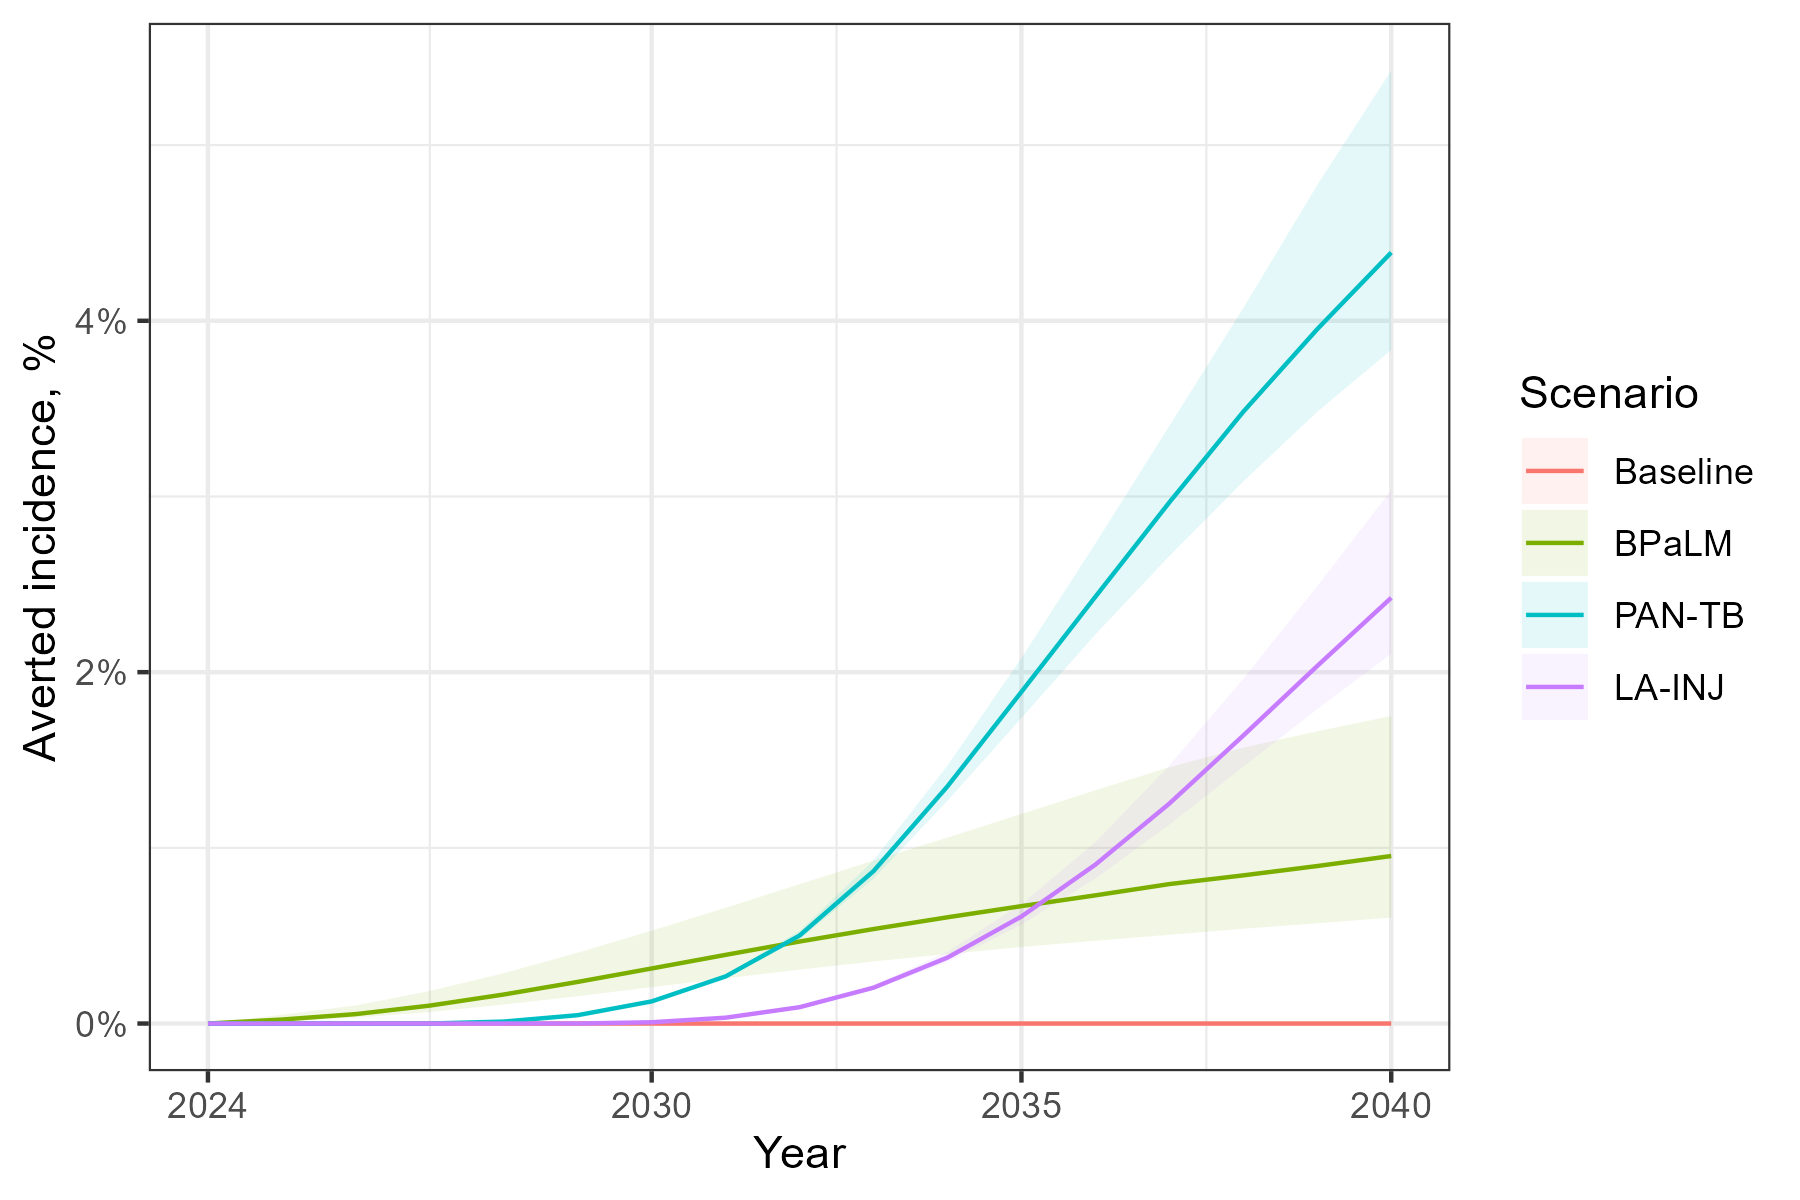 Averted incidence, %
4%
2%
0%
2024
2030
2035
2040
Year
Scenario
Baseline
BPaLM
PAN-TB
LA-INJ